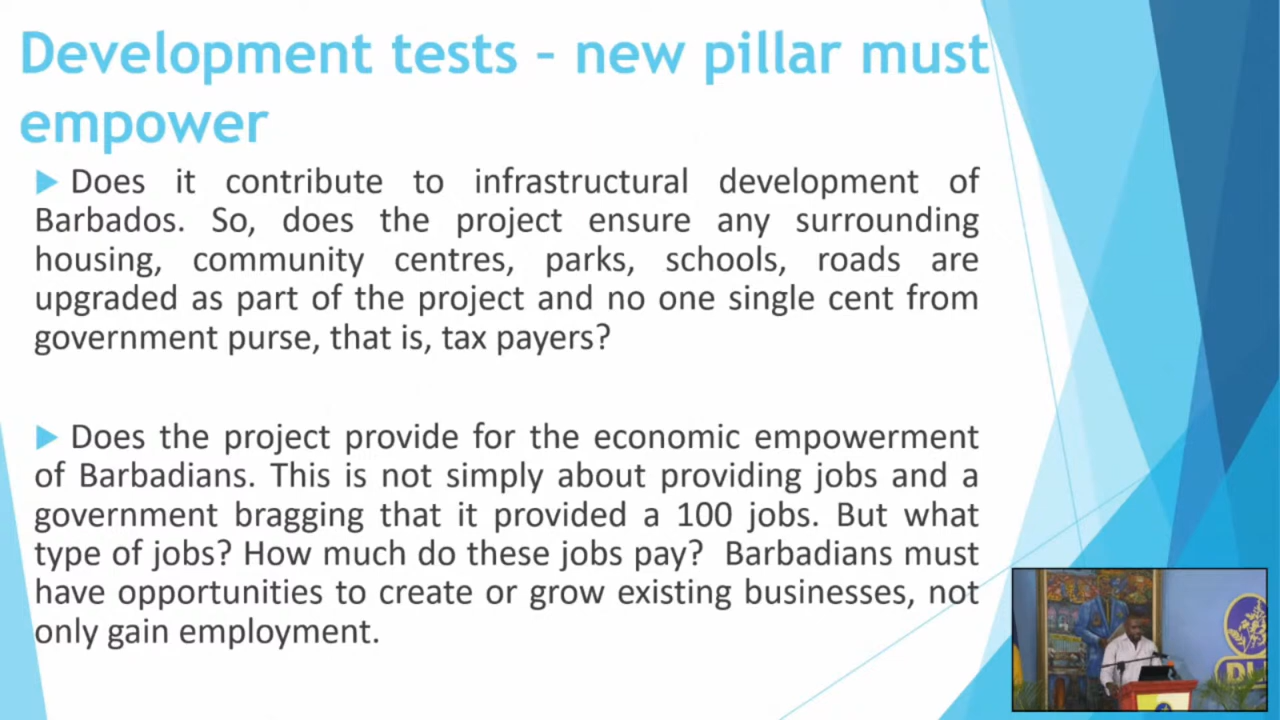 Development tests – new pillar must
empower
Does it contribute to infrastructural development of
Barbados. So, does the project ensure any surrounding
housing, community centres, parks, schools, roads are
upgraded as part of the project and no one single cent from
government purse, that is, tax payers?
Does the project provide for the economic empowerment
of Barbadians. This is not simply about providing jobs and a
government bragging that it provided a 100 jobs. But what
type of jobs? How much do these jobs pay? Barbadians must
have opportunities to create or grow existing businesses, not
only gain employment.